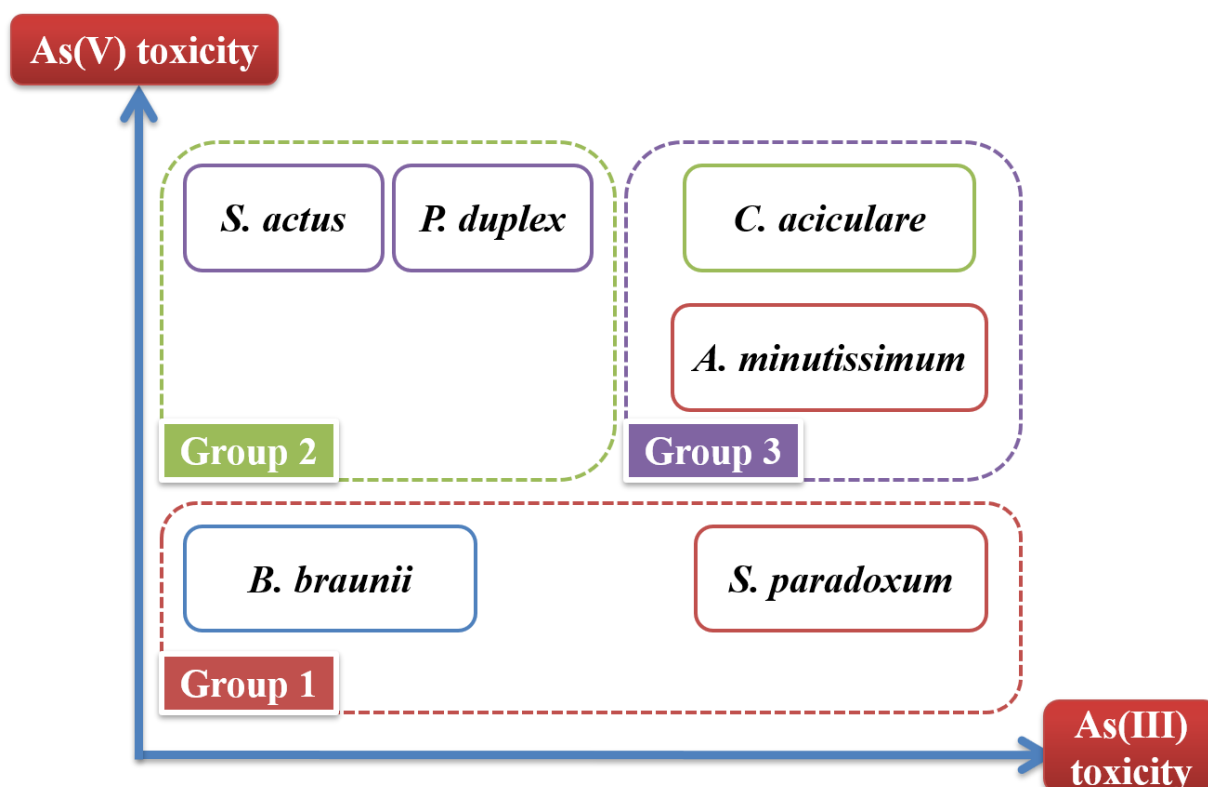 As(V) toxicity
S. actus
P. duplex
C. aciculare
A. minutissimum
Group 2
Group 3
B. braunii
S. paradoxum
Group 1
As(III)
toxicity